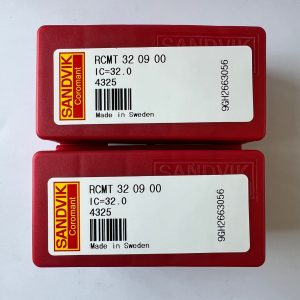 SANDVIK
Coromant
RCMT 32 09 00
IC=32.0
4325
Made in Sweden
9GH2663056
SANDVIK
Coromant
RCMT 32 09 00
IC=32.0
4325
Made in Sweden
9GH2663056